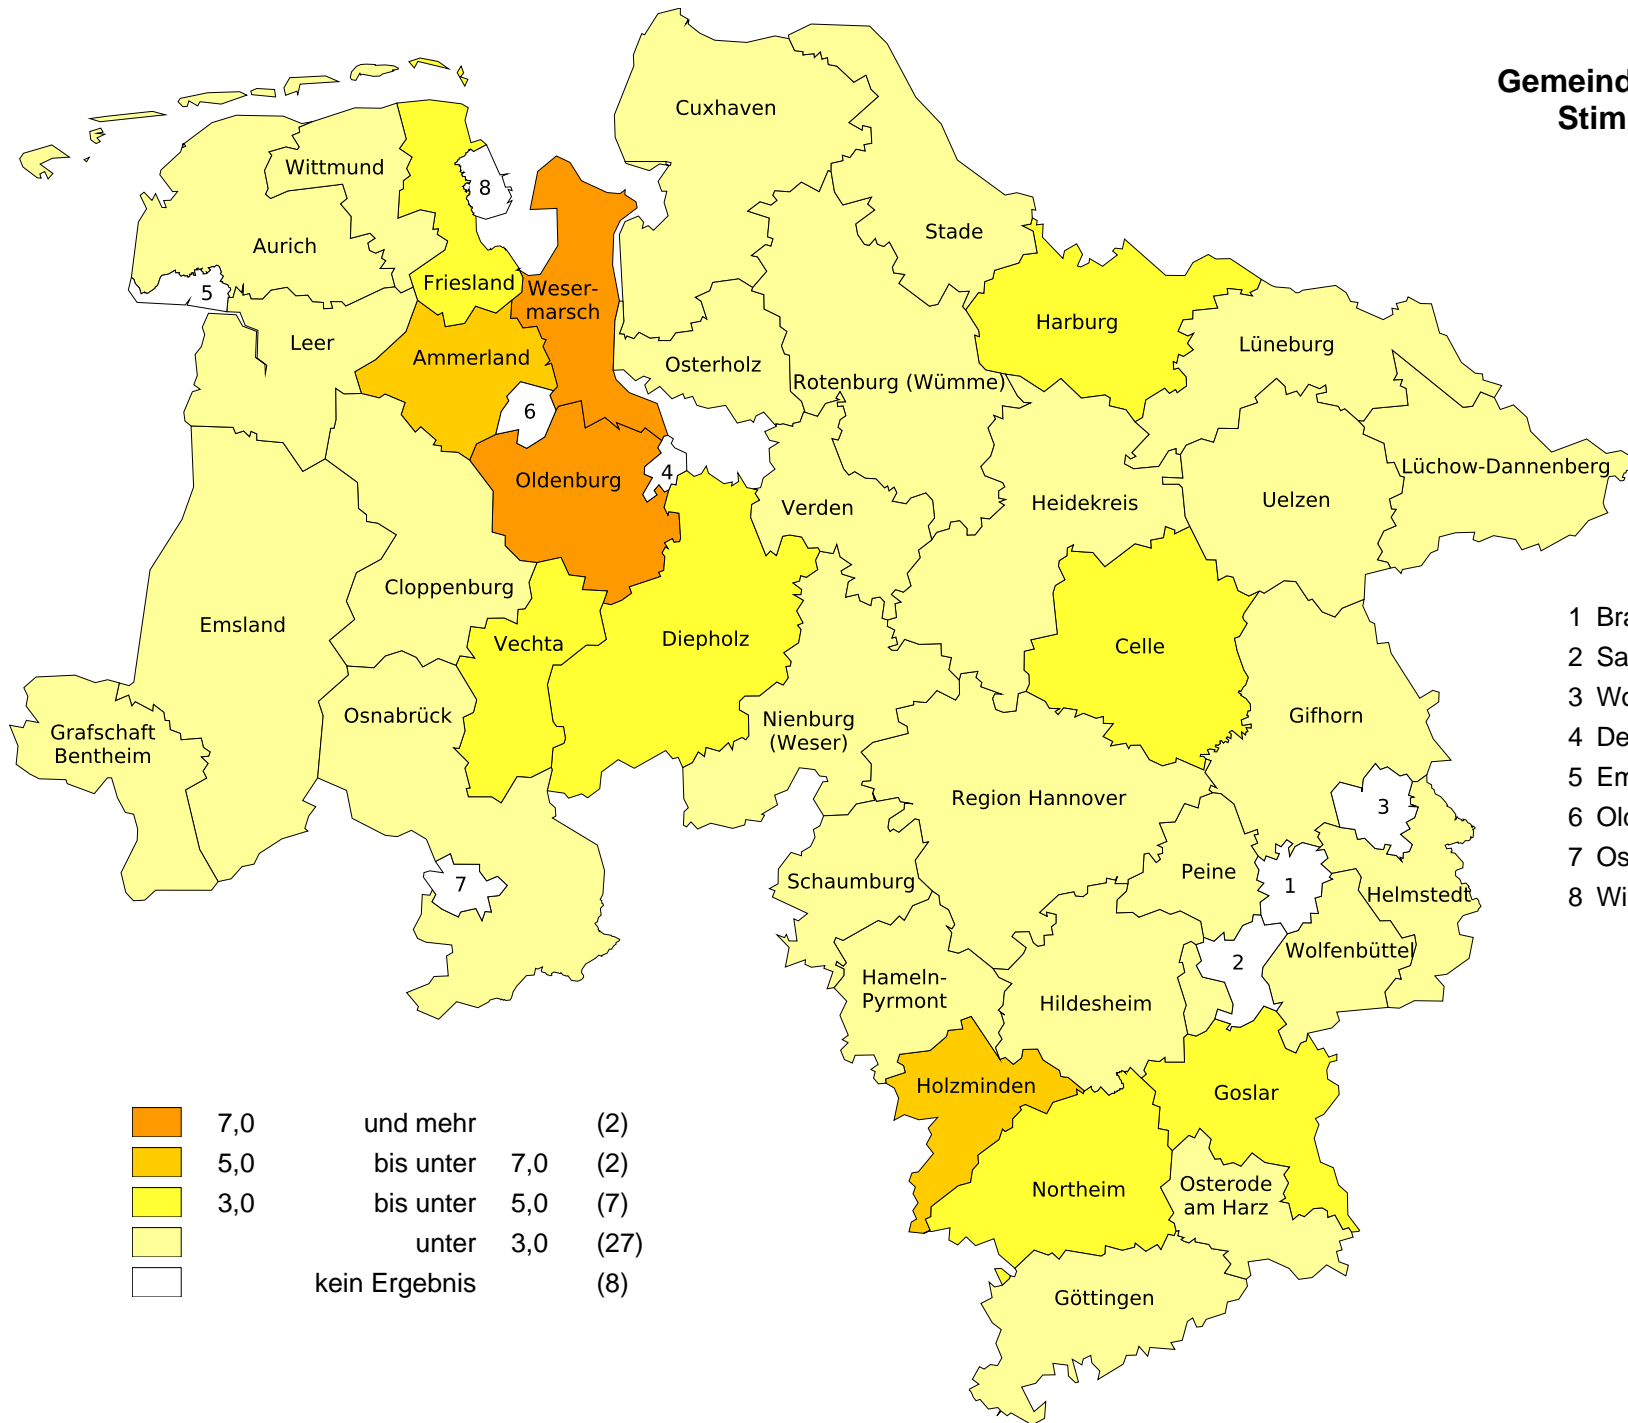 Gemeind
Stim
Cuxhaven
Wittmund
8
Stade
Aurich
Friesland
5
Weser-
marsch
Harburg
Leer
Ammerland
Lüneburg
Osterholz
Rotenburg (Wümme)
6
Lüchow-Dannenberg
4
Oldenburg
Uelzen
Heidekreis
Verden
Cloppenburg
Emsland
Vechta
Diepholz
Celle
Osnabrück
Nienburg
(Weser)
Gifhorn
Grafschaft
Bentheim
Region Hannover
3
Peine
7
Schaumburg
1
Helmstedt
Wolfenbüttel
2
Hameln-
Pyrmont
Hildesheim
Holzminden
Goslar
Northeim
Osterode
am Harz
Göttingen
1 Bra
2 Sa
3 Wo
4 De
5 Em
6 Old
7 Os
8 Wi
7,0 und mehr (2)
5,0 bis unter 7,0 (2)
3,0 bis unter 5,0 (7)
unter 3,0 (27)
kein Ergebnis (8)